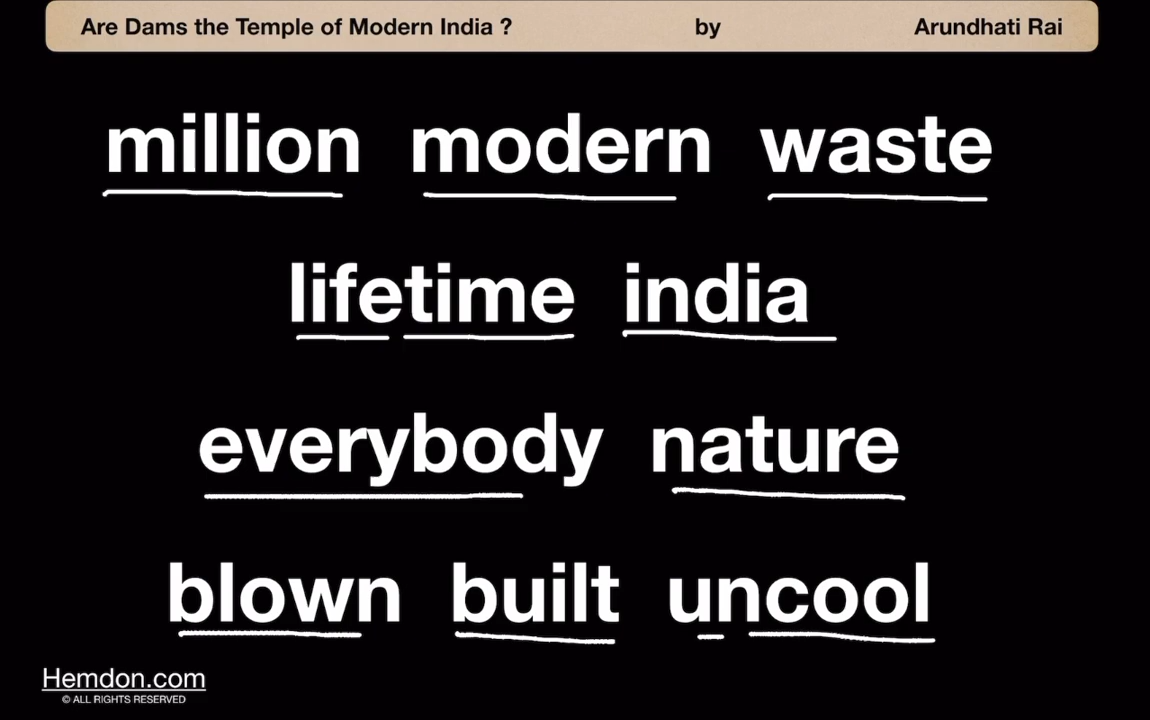 Are Dams the Temple of Modern India ? by Arundhati Rai
million modern waste
lifetime india
everybody nature
blown built uncool
Hemdon.com
© ALL RIGHTS RESERVED